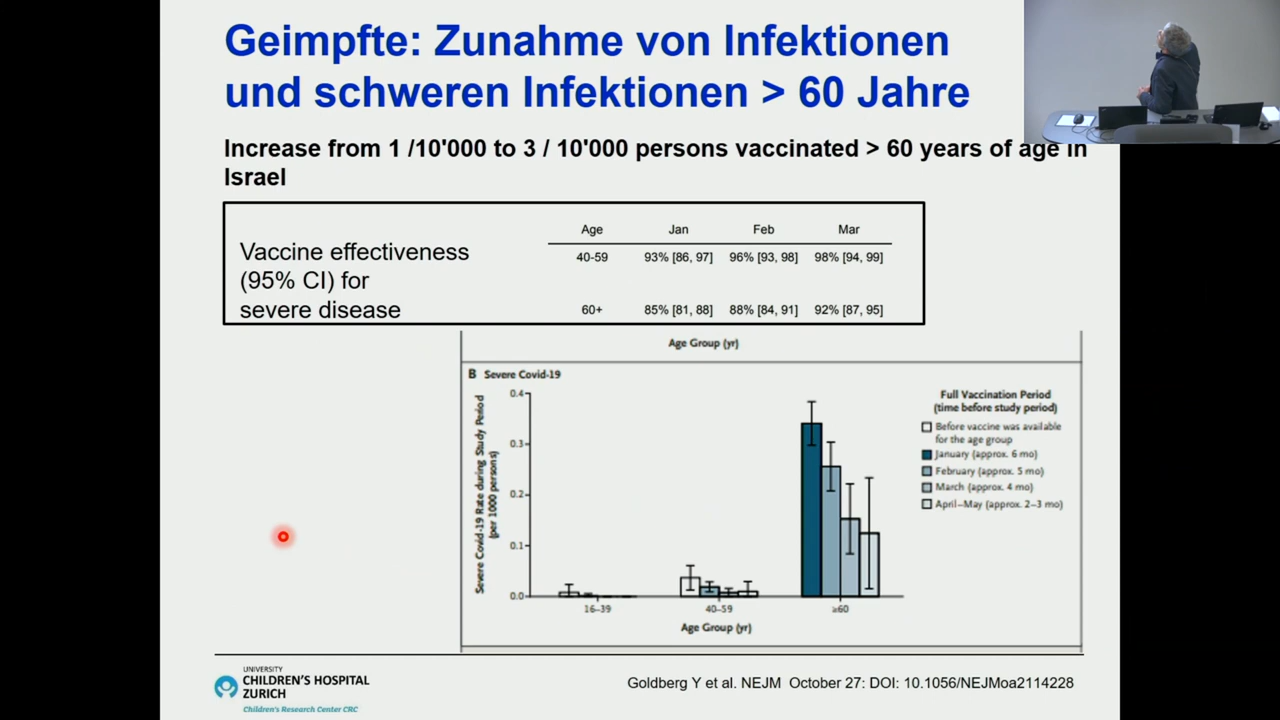 Geimpfte: Zunahme von Infektionen
und schweren Infektionen > 60 Jahre
Increase from 1 /10'000 to 3 / 10'000 persons vaccinated > 60 years of age in
Israel
Vaccine effectiveness
(95% CI) for
severe disease
Age Jan Feb Mar
40-59 93% [86, 97] 96% [93, 98] 98% [94, 99]
60+ 85% [81, 88] 88% [84, 91] 92% [87, 95]
Age Group (yr)
B Severe Covid-19
Severe Covid-19 Rate during Study Period
(per 1000 persons)
0.4
0.3
0.2
0.1
0.0
16–39 40–59 ≥60
Age Group (yr)
Full Vaccination Period
(time before study period)
Before vaccine was available
for the age group
January (approx. 6 mo)
February (approx. 5 mo)
March (approx. 4 mo)
April–May (approx. 2–3 mo)
UNIVERSITY
CHILDREN'S HOSPITAL
ZURICH
Children's Research Center CRC
Goldberg Y et al. NEJM October 27: DOI: 10.1056/NEJMoa2114228